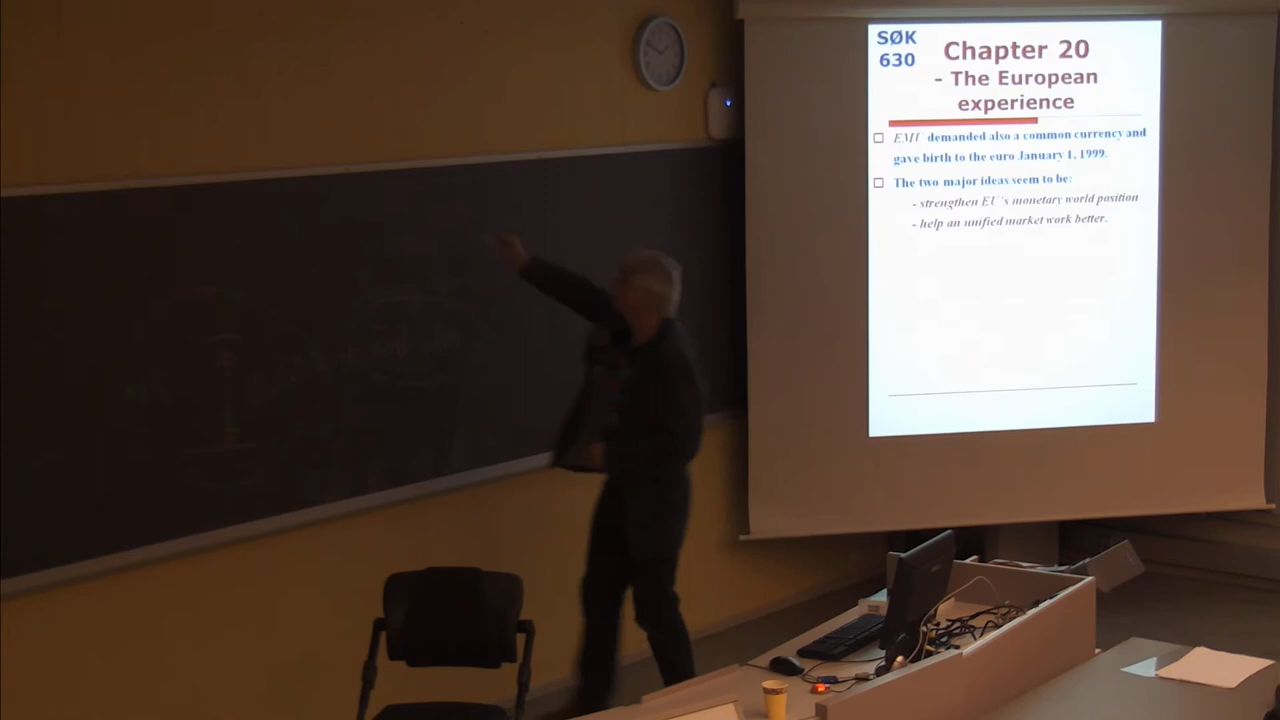 SØK
630
Chapter 20
- The European
experience
EMU demanded also a common currency and
gave birth to the euro January 1, 1999.
The two major ideas seem to be:
- strengthen EU's monetary world position
- help an unified market work better.